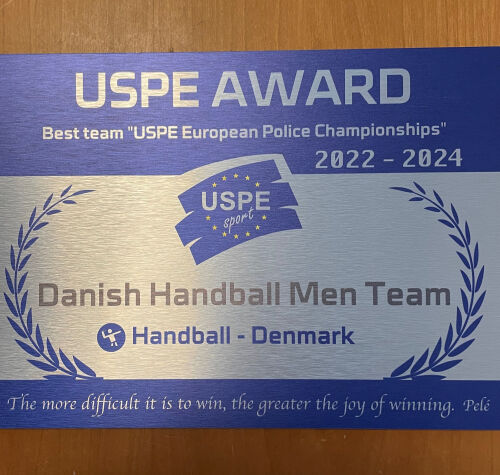 USPE AWARD
Best team "USPE European Police Championships"
2022 - 2024
USPE
sport
Danish Handball Men Team
Handball - Denmark
The more difficult it is to win, the greater the joy of winning. Pelé